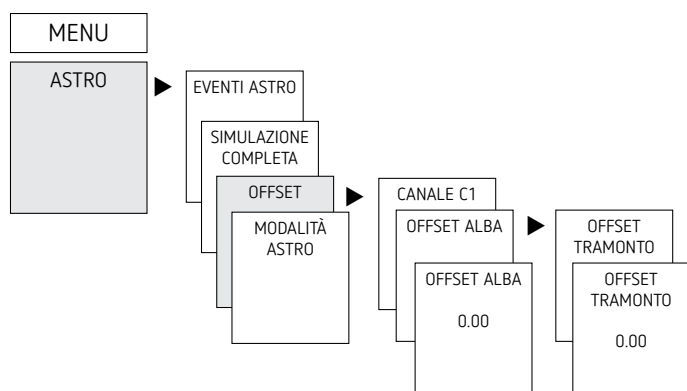 MENU
ASTRO
EVENTI ASTRO
SIMULAZIONE
COMPLETA
OFFSET
MODALITÀ
ASTRO
CANALE C1
OFFSET ALBA
OFFSET ALBA
0.00
OFFSET
TRAMONTO
OFFSET
TRAMONTO
0.00